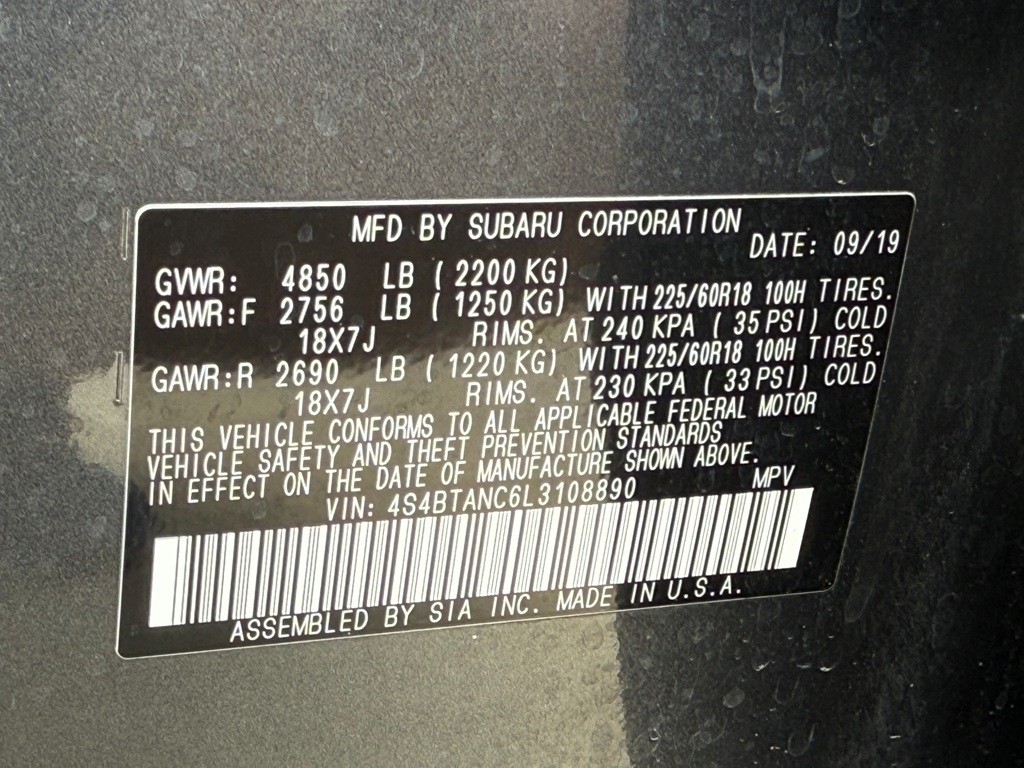 MFD BY SUBARU CORPORATION
DATE: 09/19
GVWR: 4850 LB ( 2200 KG)
GAWR:F 2756 LB ( 1250 KG) WITH 225/60R18 100H TIRES.
18X7J RIMS. AT 240 KPA ( 35 PSI) COLD
GAWR:R 2690 LB ( 1220 KG) WITH 225/60R18 100H TIRES.
18X7J RIMS. AT 230 KPA ( 33 PSI) COLD
THIS VEHICLE CONFORMS TO ALL APPLICABLE FEDERAL MOTOR
VEHICLE SAFETY AND THEFT PREVENTION STANDARDS
IN EFFECT ON THE DATE OF MANUFACTURE SHOWN ABOVE.
VIN: 4S4BTANC6L3108890 MPV
ASSEMBLED BY SIA INC. MADE IN U.S.A.